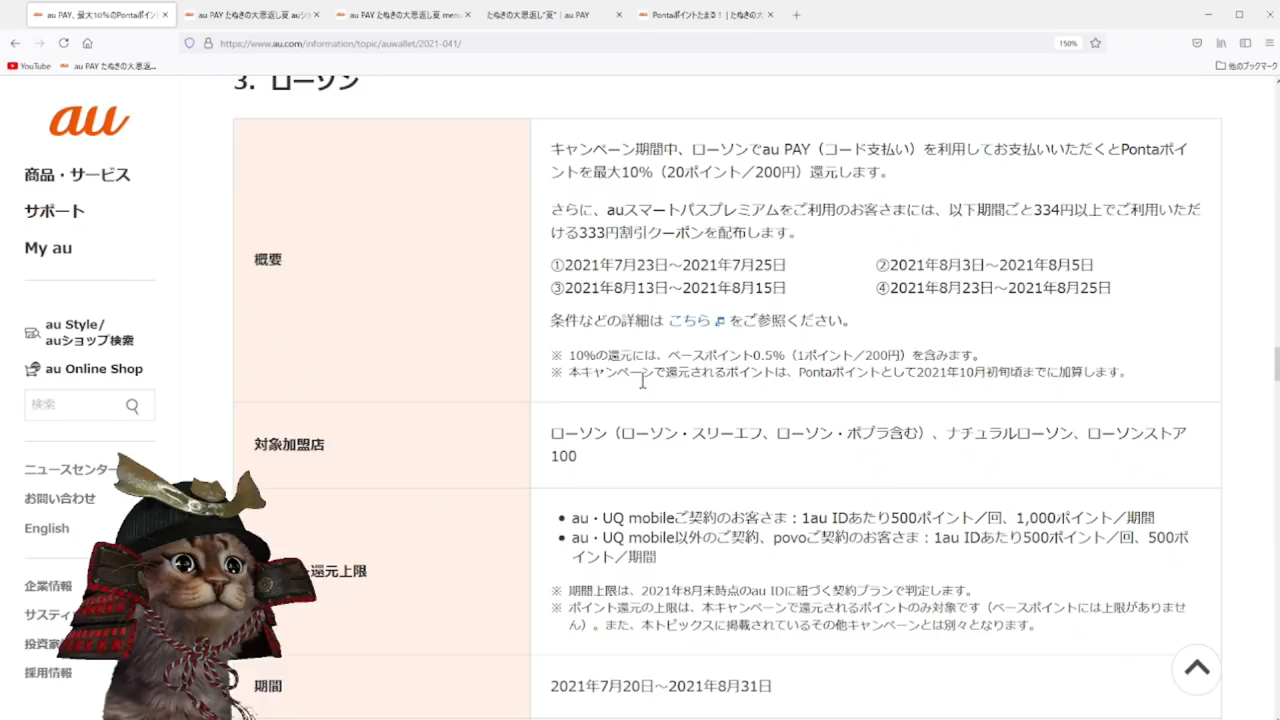 au PAY、最大10%のPontaポイン
au PAY たぬきの大恩返し夏 auショ
au PAY たぬきの大恩返し夏 menu
たぬきの大恩返し"夏" | au PAY
Pontaポイントたまる! | たぬきの大
https://www.au.com/information/topic/auwallet/2021-041/
150%
YouTube
au PAY たぬきの大恩返...
他のブックマーク
au
商品・サービス
サポート
My au
au Style/
auショップ検索
au Online Shop
検索
ニュースセンター
お問い合わせ
English
企業情報
サスティ
投資家
採用情報
3. ローソン
概要
キャンペーン期間中、ローソンでau PAY(コード支払い)を利用してお支払いいただくとPontaポイ
ントを最大10%(20ポイント/200円)還元します。
さらに、auスマートパスプレミアムをご利用のお客さまには、以下期間ごと334円以上でご利用いただ
ける333円割引クーポンを配布します。
①2021年7月23日~2021年7月25日 ②2021年8月3日~2021年8月5日
③2021年8月13日~2021年8月15日 ④2021年8月23日~2021年8月25日
条件などの詳細は こちら をご参照ください。
※ 10%の還元には、ベースポイント0.5%(1ポイント/200円)を含みます。
※ 本キャンペーンで還元されるポイントは、Pontaポイントとして2021年10月初旬頃までに加算します。
対象加盟店
ローソン(ローソン・スリーエフ、ローソン・ポプラ含む)、ナチュラルローソン、ローソンストア
100
還元上限
● au・UQ mobileご契約のお客さま:1au IDあたり500ポイント/回、1,000ポイント/期間
● au・UQ mobile以外のご契約、povoご契約のお客さま:1au IDあたり500ポイント/回、500ポ
イント/期間
※ 期間上限は、2021年8月末時点のau IDに紐づく契約プランで判定します。
※ ポイント還元の上限は、本キャンペーンで還元されるポイントのみ対象です(ベースポイントには上限がありませ
ん)。また、本トピックスに掲載されているその他キャンペーンとは別々となります。
期間
2021年7月20日~2021年8月31日